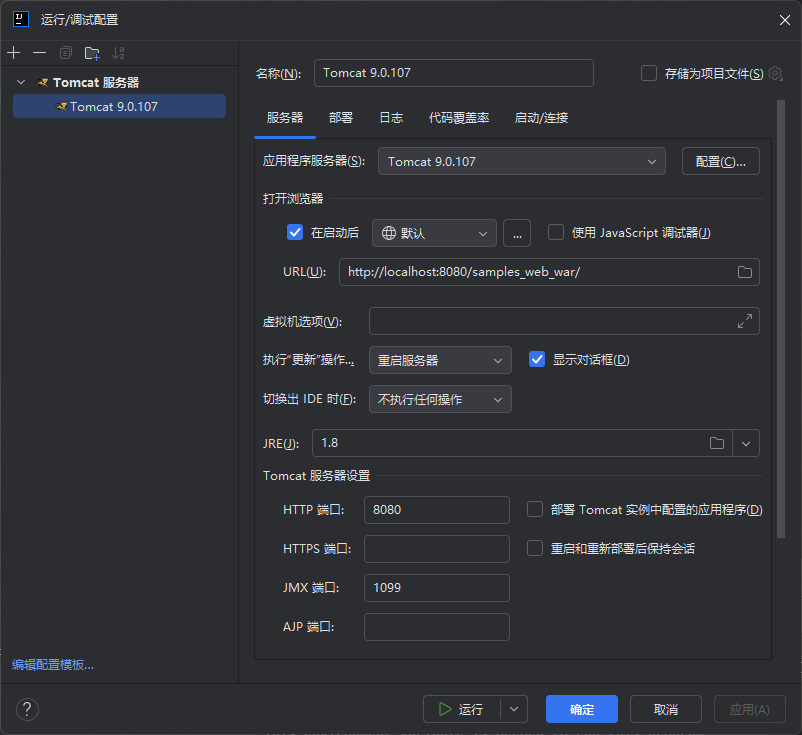 运行/调试配置
Tomcat 服务器
Tomcat 9.0.107
编辑配置模板...
名称(N):
Tomcat 9.0.107
存储为项目文件(S)
服务器 部署 日志 代码覆盖率 启动/连接
应用程序服务器(S):
Tomcat 9.0.107
配置(C)...
打开浏览器
在启动后
默认
...
使用 JavaScript 调试器(J)
URL(U):
http://localhost:8080/samples_web_war/
虚拟机选项(V):
执行"更新"操作...
重启服务器
显示对话框(D)
切换出 IDE 时(F):
不执行任何操作
JRE(J):
1.8
Tomcat 服务器设置
HTTP 端口:
8080
部署 Tomcat 实例中配置的应用程序(D)
HTTPS 端口:
重启和重新部署后保持会话
JMX 端口:
1099
AJP 端口:
?
运行
确定
取消
应用(A)